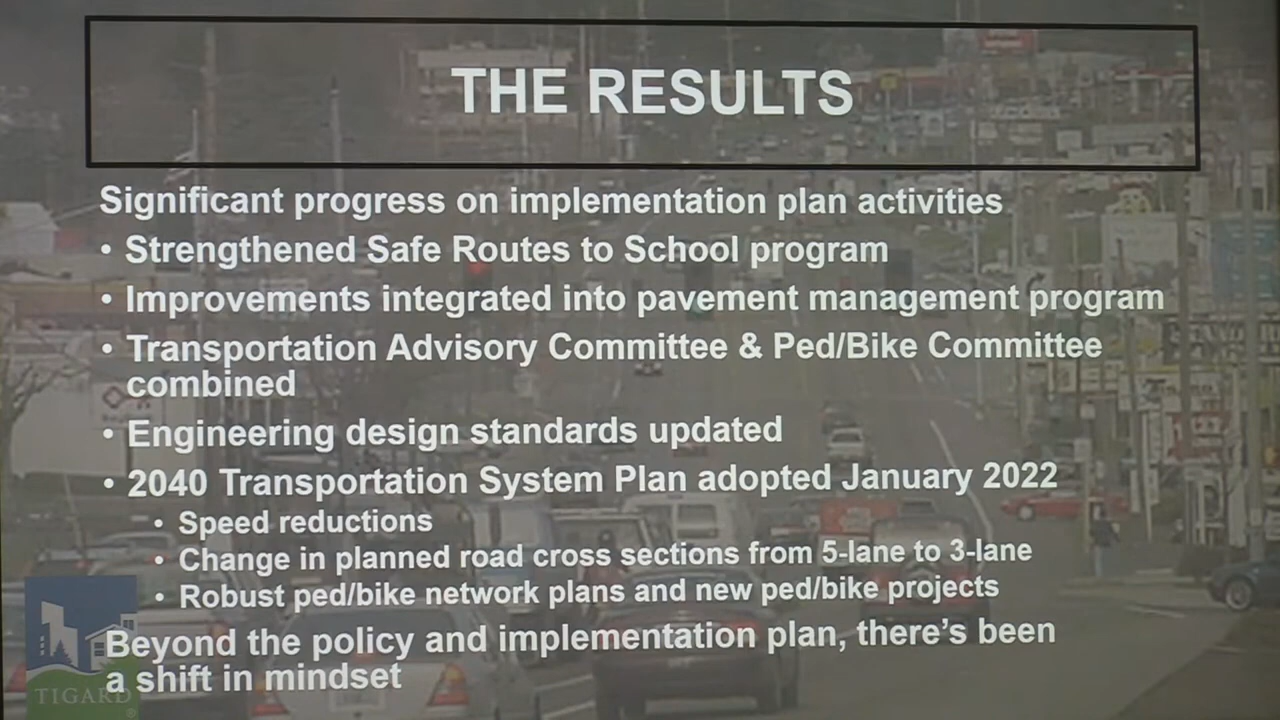 THE RESULTS
Significant progress on implementation plan activities
• Strengthened Safe Routes to School program
• Improvements integrated into pavement management program
• Transportation Advisory Committee & Ped/Bike Committee
combined
• Engineering design standards updated
• 2040 Transportation System Plan adopted January 2022
• Speed reductions
• Change in planned road cross sections from 5-lane to 3-lane
• Robust ped/bike network plans and new ped/bike projects
Beyond the policy and implementation plan, there's been
a shift in mindset
TIGARD